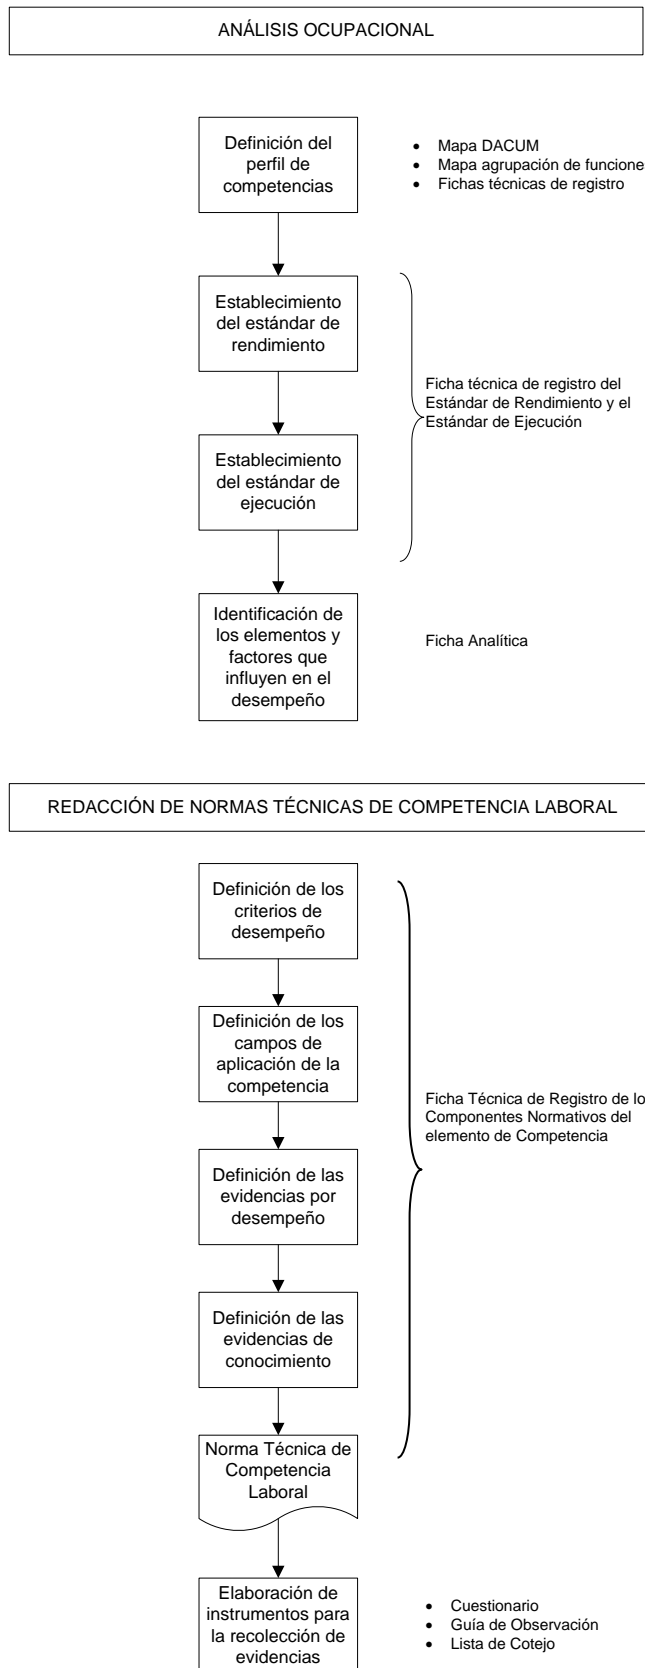 ANÁLISIS OCUPACIONAL
Definición del
perfil de
competencias
• Mapa DACUM
• Mapa agrupación de funcione
• Fichas técnicas de registro
Establecimiento
del estándar de
rendimiento
Ficha técnica de registro del
Estándar de Rendimiento y el
Estándar de Ejecución
Establecimiento
del estándar de
ejecución
Identificación de
los elementos y
factores que
influyen en el
desempeño
Ficha Analítica
REDACCIÓN DE NORMAS TÉCNICAS DE COMPETENCIA LABORAL
Definición de los
criterios de
desempeño
Definición de los
campos de
aplicación de la
competencia
Ficha Técnica de Registro de lo
Componentes Normativos del
elemento de Competencia
Definición de las
evidencias por
desempeño
Definición de las
evidencias de
conocimiento
Norma Técnica de
Competencia
Laboral
Elaboración de
instrumentos para
la recolección de
evidencias
• Cuestionario
• Guía de Observación
• Lista de Cotejo